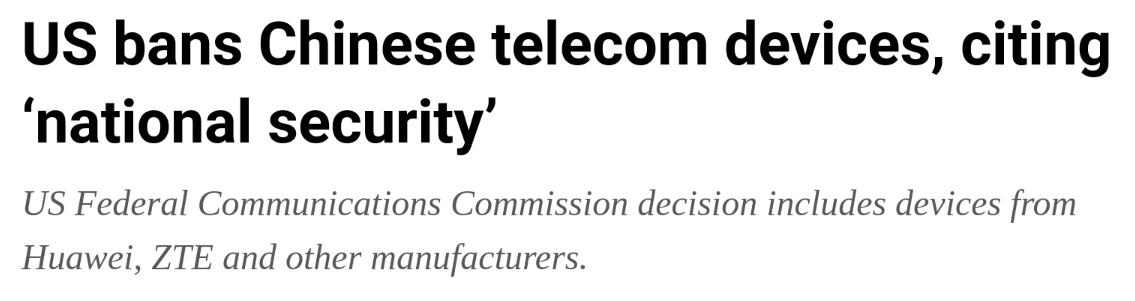 US bans Chinese telecom devices, citing
‘national security’
US Federal Communications Commission decision includes devices from
Huawei, ZTE and other manufacturers.